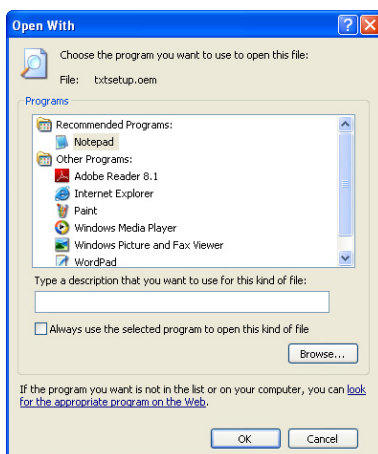 Open With
Choose the program you want to use to open this file:
File: txtsetup.oem
Programs
Recommended Programs:
Notepad
Other Programs:
Adobe Reader 8.1
Internet Explorer
Paint
Windows Media Player
Windows Picture and Fax Viewer
WordPad
Type a description that you want to use for this kind of file:
Always use the selected program to open this kind of file
Browse...
If the program you want is not in the list or on your computer, you can look
for the appropriate program on the Web.
OK Cancel